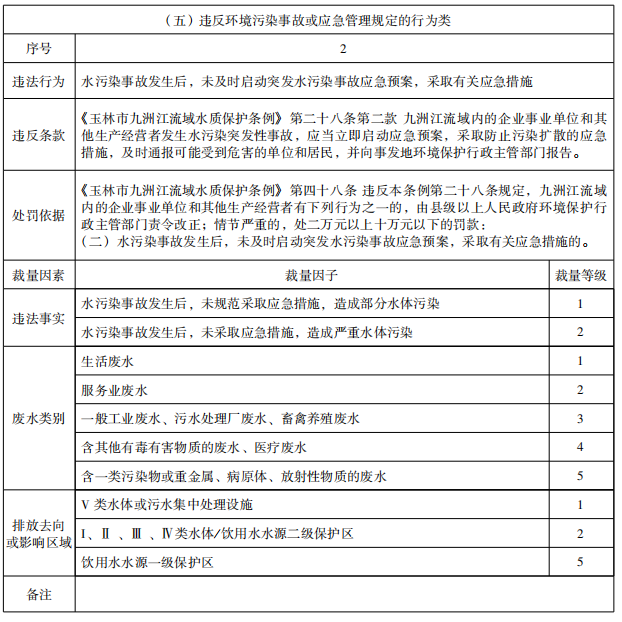 （五）违反环境污染事故或应急管理规定的行为类
序号
2
违法行为
水污染事故发生后，未及时启动突发水污染事故应急预案，采取有关应急措施
违反条款
《玉林市九洲江流域水质保护条例》第二十八条第二款 九洲江流域内的企业事业单位和其
他生产经营者发生水污染突发性事故，应当立即启动应急预案，采取防止污染扩散的应急
措施，及时通报可能受到危害的单位和居民，并向事发地环境保护行政主管部门报告。
处罚依据
《玉林市九洲江流域水质保护条例》第四十八条 违反本条例第二十八条规定，九洲江流域
内的企业事业单位和其他生产经营者有下列行为之一的，由县级以上人民政府环境保护行
政主管部门责令改正；情节严重的，处二万元以上十万元以下的罚款：
（二）水污染事故发生后，未及时启动突发水污染事故应急预案，采取有关应急措施的。
裁量因素
裁量因子
裁量等级
违法事实
水污染事故发生后，未规范采取应急措施，造成部分水体污染
1
水污染事故发生后，未采取应急措施，造成严重水体污染
2
废水类别
生活废水
1
服务业废水
2
一般工业废水、污水处理厂废水、畜禽养殖废水
3
含其他有毒有害物质的废水、医疗废水
4
含一类污染物或重金属、病原体、放射性物质的废水
5
排放去向
或影响区域
V 类水体或污水集中处理设施
1
I、Ⅱ 、Ⅲ 、Ⅳ类水体/饮用水水源二级保护区
2
饮用水水源一级保护区
5
备注